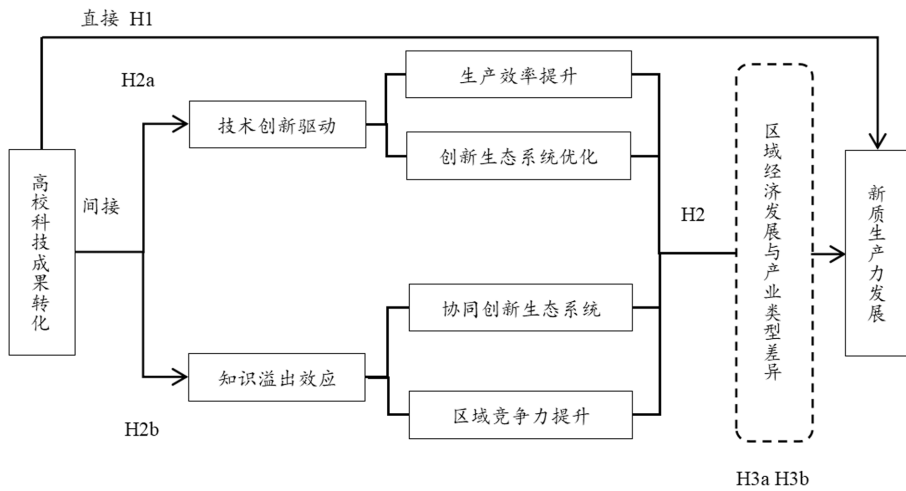 直接 H1
H2a
生产效率提升
技术创新驱动
创新生态系统优化
高校科技成果转化
间接
H2
区域经济发展与产业类型差异
新质生产力发展
协同创新生态系统
知识溢出效应
区域竞争力提升
H2b
H3a H3b